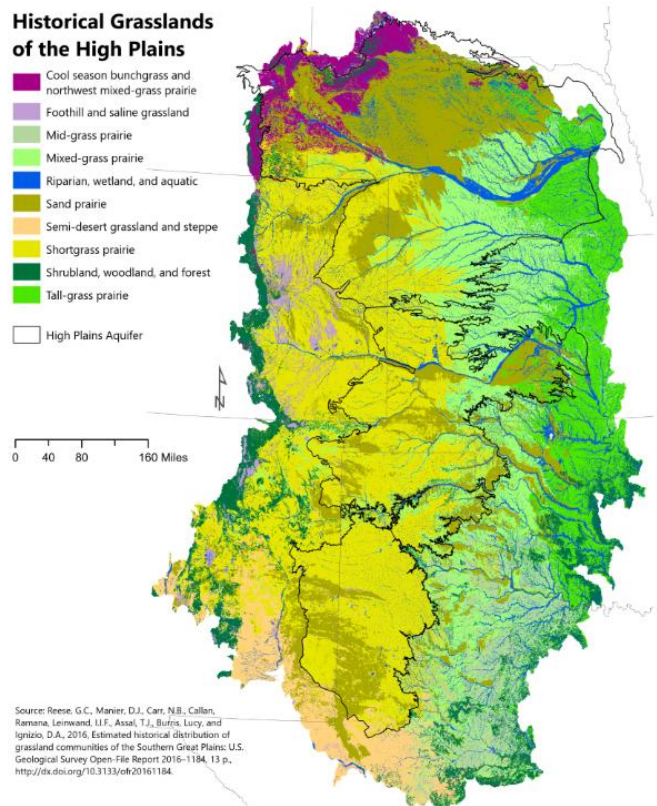 Historical Grasslands
of the High Plains
Cool season bunchgrass and
northwest mixed-grass prairie
Foothill and saline grassland
Mid-grass prairie
Mixed-grass prairie
Riparian, wetland, and aquatic
Sand prairie
Semi-desert grassland and steppe
Shortgrass prairie
Shrubland, woodland, and forest
Tall-grass prairie
High Plains Aquifer
0 40 80 160 Miles
Source: Reese, G.C., Manier, D.J., Carr, N.B., Callan,
Ramana, Leinwand, I.I.F., Assal, T.J., Burris, Lucy, and
Ignizio, D.A., 2016, Estimated historical distribution of
grassland communities of the Southern Great Plains: U.S.
Geological Survey Open-File Report 2016–1184, 13 p.,
http://dx.doi.org/10.3133/ofr20161184.